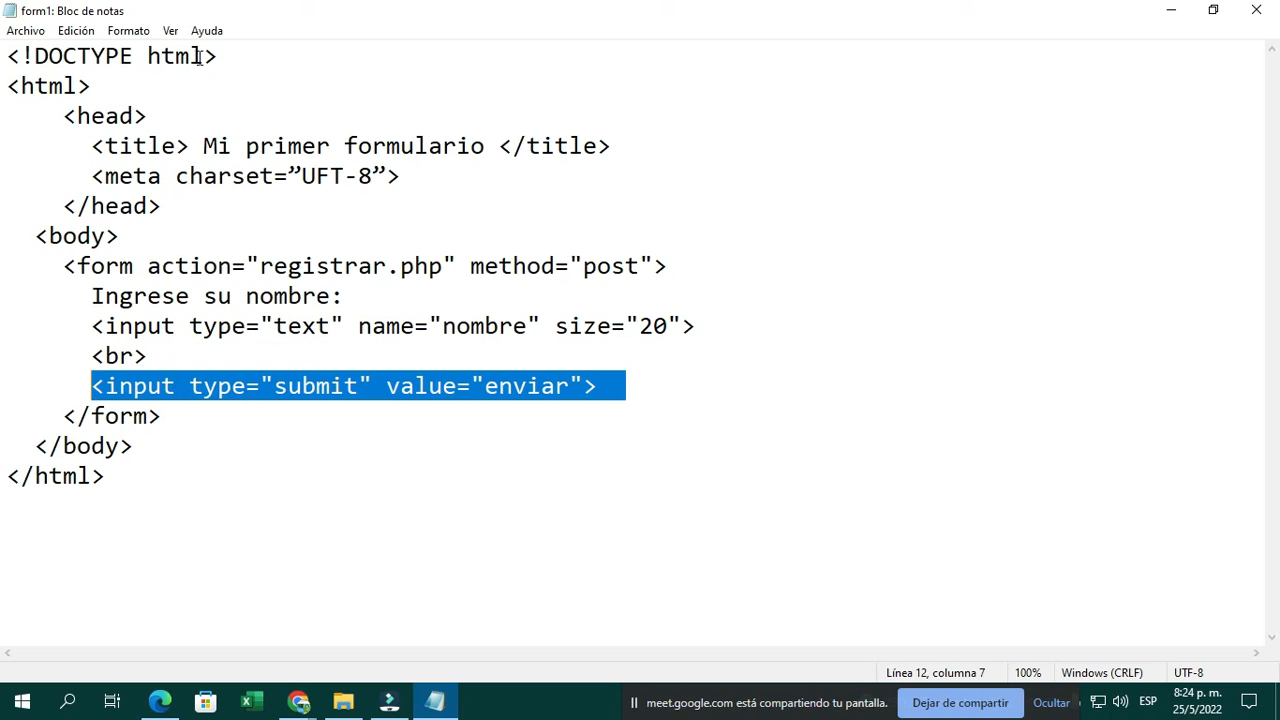 form1: Bloc de notas
Archivo Edición Formato Ver Ayuda
<!DOCTYPE html>
<html>
<head>
<title> Mi primer formulario </title>
<meta charset=”UFT-8”>
</head>
<body>
<form action="registrar.php" method="post">
Ingrese su nombre:
<input type="text" name="nombre" size="20">
<br>
<input type="submit" value="enviar">
</form>
</body>
</html>
Línea 12, columna 7 100% Windows (CRLF) UTF-8
meet.google.com está compartiendo tu pantalla. Dejar de compartir Ocultar ESP 8:24 p. m.
25/5/2022